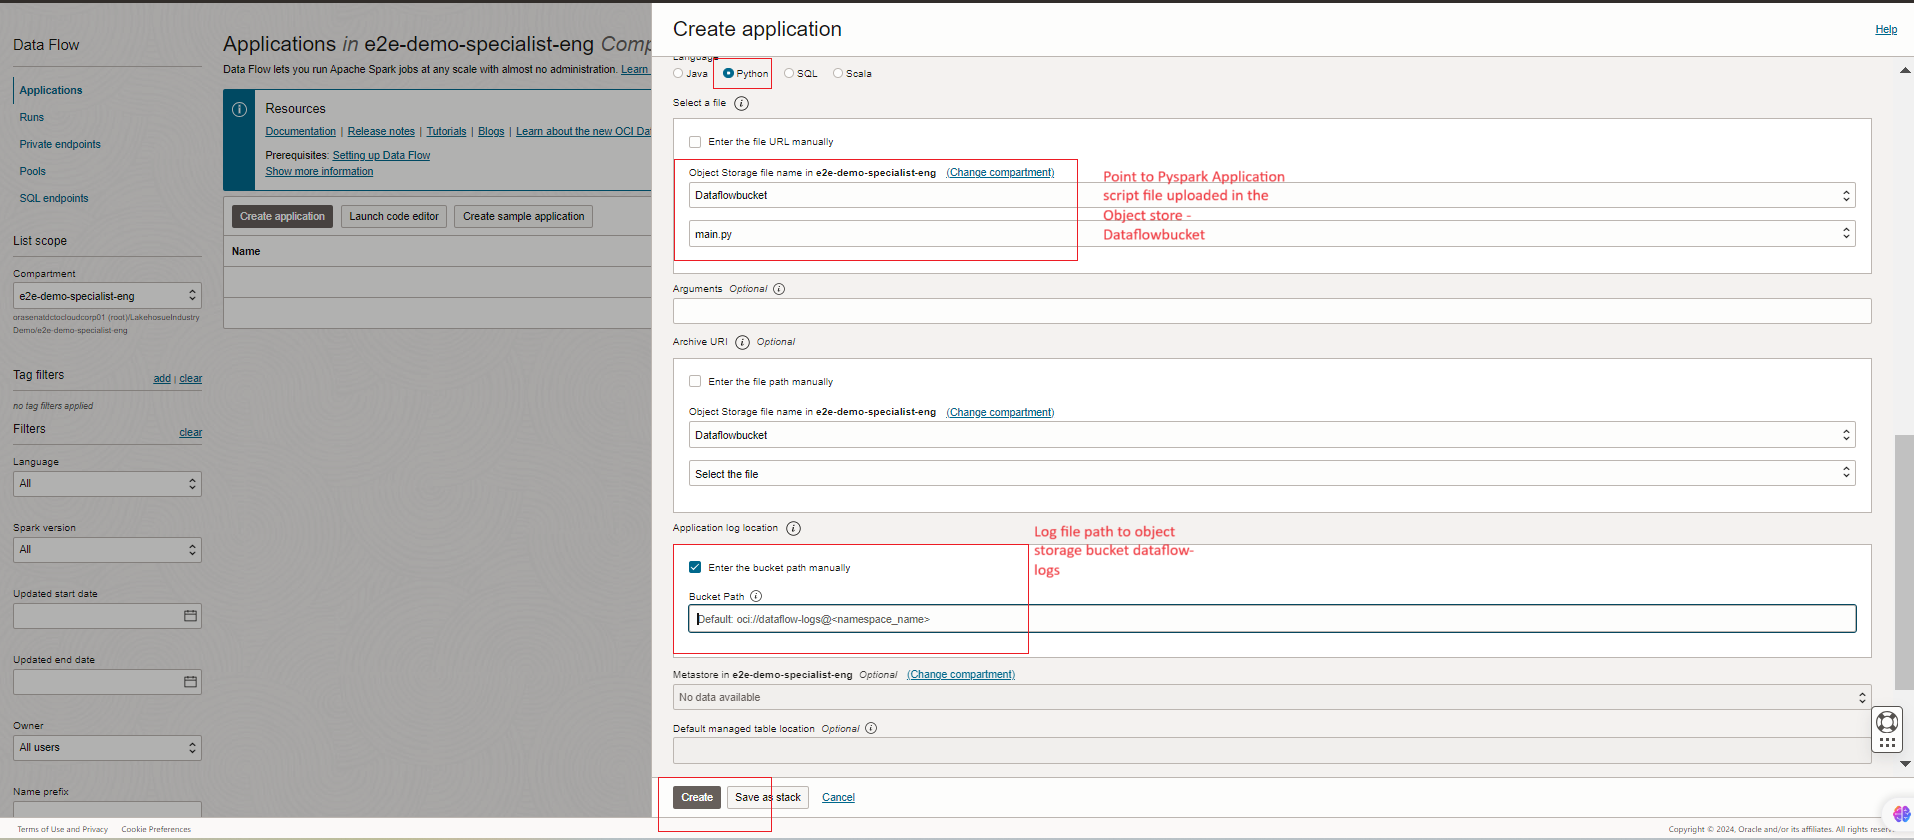 Data Flow
Applications
Runs
Private endpoints
Pools
SQL endpoints
List scope
Compartment
e2e-demo-specialist-eng
orasenatdctocloudcorp01 (root)/LakehosueIndustry
Demo/e2e-demo-specialist-eng
Tag filters add | clear
no tag filters applied
Filters clear
Language
All
Spark version
All
Updated start date
Updated end date
Owner
All users
Name prefix
Applications in e2e-demo-specialist-eng Comp
Data Flow lets you run Apache Spark jobs at any scale with almost no administration. Learn
Resources
Documentation | Release notes | Tutorials | Blogs | Learn about the new OCI Da
Prerequisites: Setting up Data Flow
Show more information
Create application Launch code editor Create sample application
Name
Create application
Help
Language
Java Python SQL Scala
Select a file
Enter the file URL manually
Object Storage file name in e2e-demo-specialist-eng (Change compartment)
Dataflowbucket
main.py
Point to Pyspark Application
script file uploaded in the
Object store -
Dataflowbucket
Arguments Optional
Archive URI Optional
Enter the file path manually
Object Storage file name in e2e-demo-specialist-eng (Change compartment)
Dataflowbucket
Select the file
Application log location
Enter the bucket path manually
Bucket Path
Default: oci://dataflow-logs@<namespace_name>
Log file path to object
storage bucket dataflow-
logs
Metastore in e2e-demo-specialist-eng Optional (Change compartment)
No data available
Default managed table location Optional
Create Save as stack Cancel
Terms of Use and Privacy Cookie Preferences
Copyright © 2024, Oracle and/or its affiliates. All rights reserv